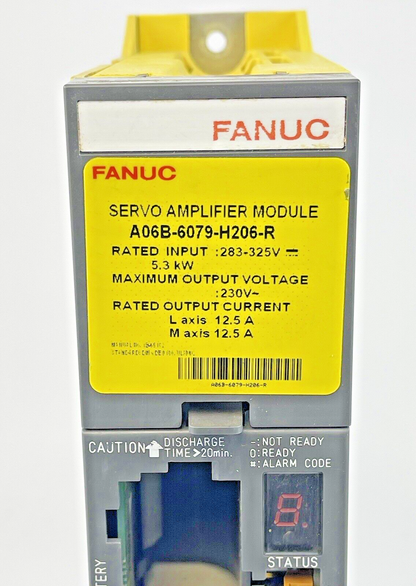 FANUC
FANUC
SERVO AMPLIFIER MODULE
A06B-6079-H206-R
RATED INPUT :283-325V ⎓
5.3 kW
MAXIMUM OUTPUT VOLTAGE
:230V~
RATED OUTPUT CURRENT
L axis 12.5 A
M axis 12.5 A
A06B-6079-H206-R
CAUTION DISCHARGE TIME>20min.
-:NOT READY
0:READY
#:ALARM CODE
8.
STATUS
TTERY